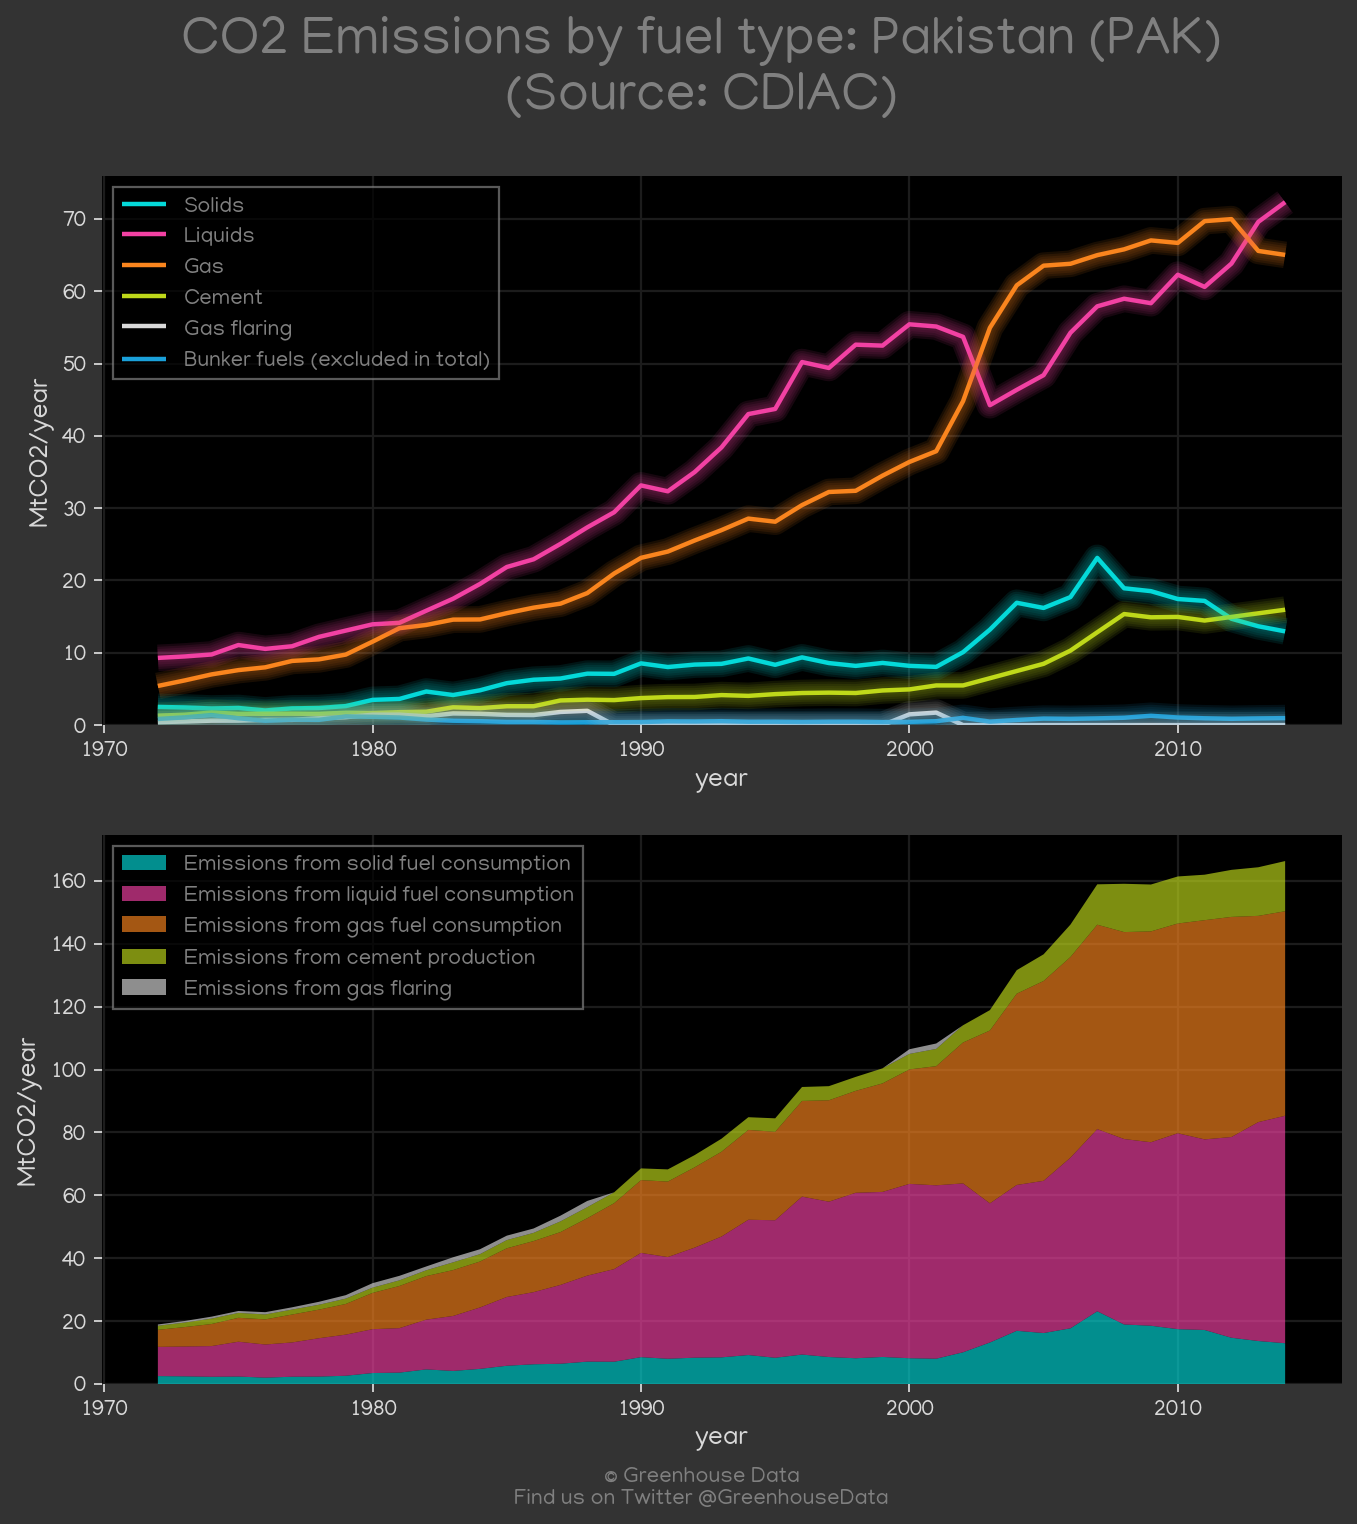 CO2 Emissions by fuel type: Pakistan (PAK)
(Source: CDIAC)
Solids
Liquids
Gas
Cement
Gas flaring
Bunker fuels (excluded in total)
70
60
50
40
30
20
10
0
MtCO2/year
1970 1980 1990 2000 2010
year
Emissions from solid fuel consumption
Emissions from liquid fuel consumption
Emissions from gas fuel consumption
Emissions from cement production
Emissions from gas flaring
160
140
120
100
80
60
40
20
0
MtCO2/year
1970 1980 1990 2000 2010
year
© Greenhouse Data
Find us on Twitter @GreenhouseData